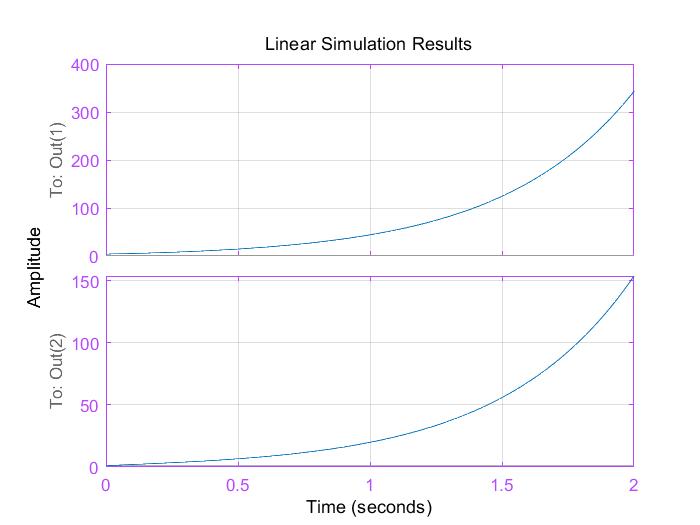 Linear Simulation Results
400
300
200
100
0
To: Out(1)
Amplitude
150
100
50
0
To: Out(2)
0 0.5 1 1.5 2
Time (seconds)